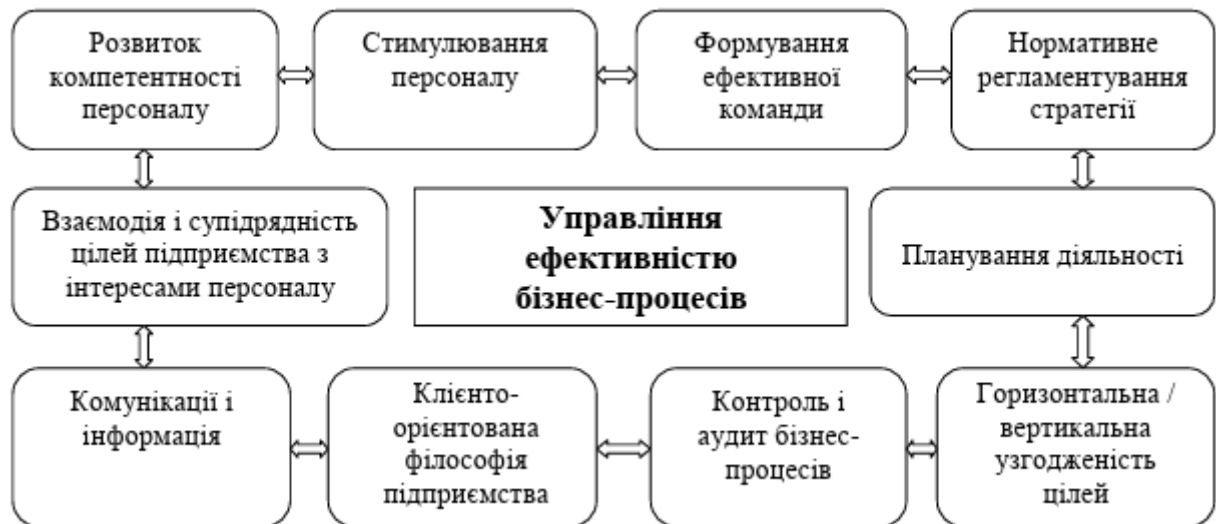 Розвиток
компетентності
персоналу
Стимулювання
персоналу
Формування
ефективної
команди
Нормативне
регламентування
стратегії
Взаємодія і супідрядність
цілей підприємства з
інтересами персоналу
Управління
ефективністю
бізнес-процесів
Планування діяльності
Комунікації і
інформація
Клієнто-
орієнтована
філософія
підприємства
Контроль і
аудит бізнес-
процесів
Горизонтальна /
вертикальна
узгодженість
цілей